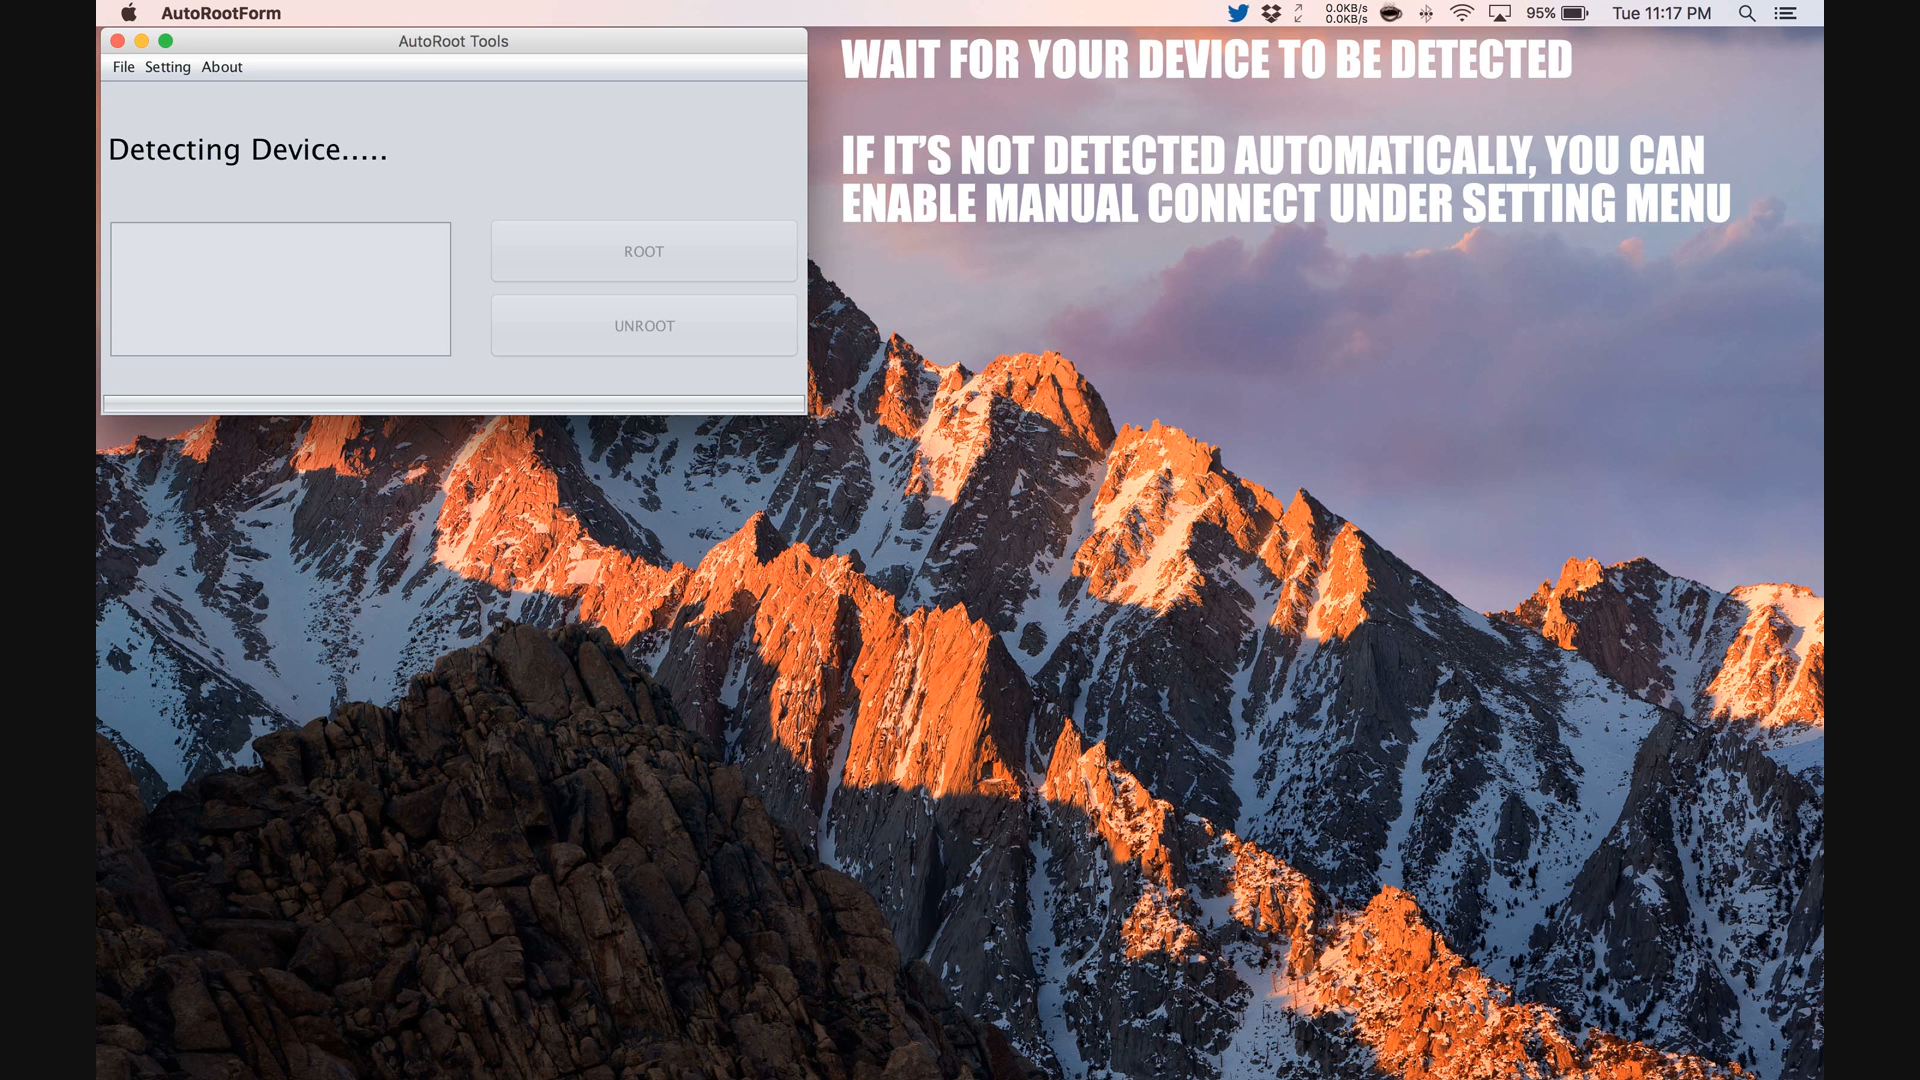 AutoRootForm
0.0KB/s
0.0KB/s
95%
Tue 11:17 PM
AutoRoot Tools
File Setting About
Detecting Device.....
ROOT
UNROOT
WAIT FOR YOUR DEVICE TO BE DETECTED
IF IT’S NOT DETECTED AUTOMATICALLY, YOU CAN
ENABLE MANUAL CONNECT UNDER SETTING MENU